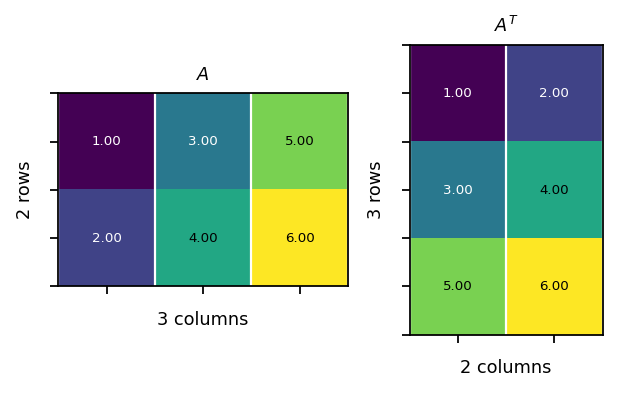 A
1.00 3.00 5.00
2.00 4.00 6.00
2 rows
3 columns
A^T
1.00 2.00
3.00 4.00
5.00 6.00
3 rows
2 columns